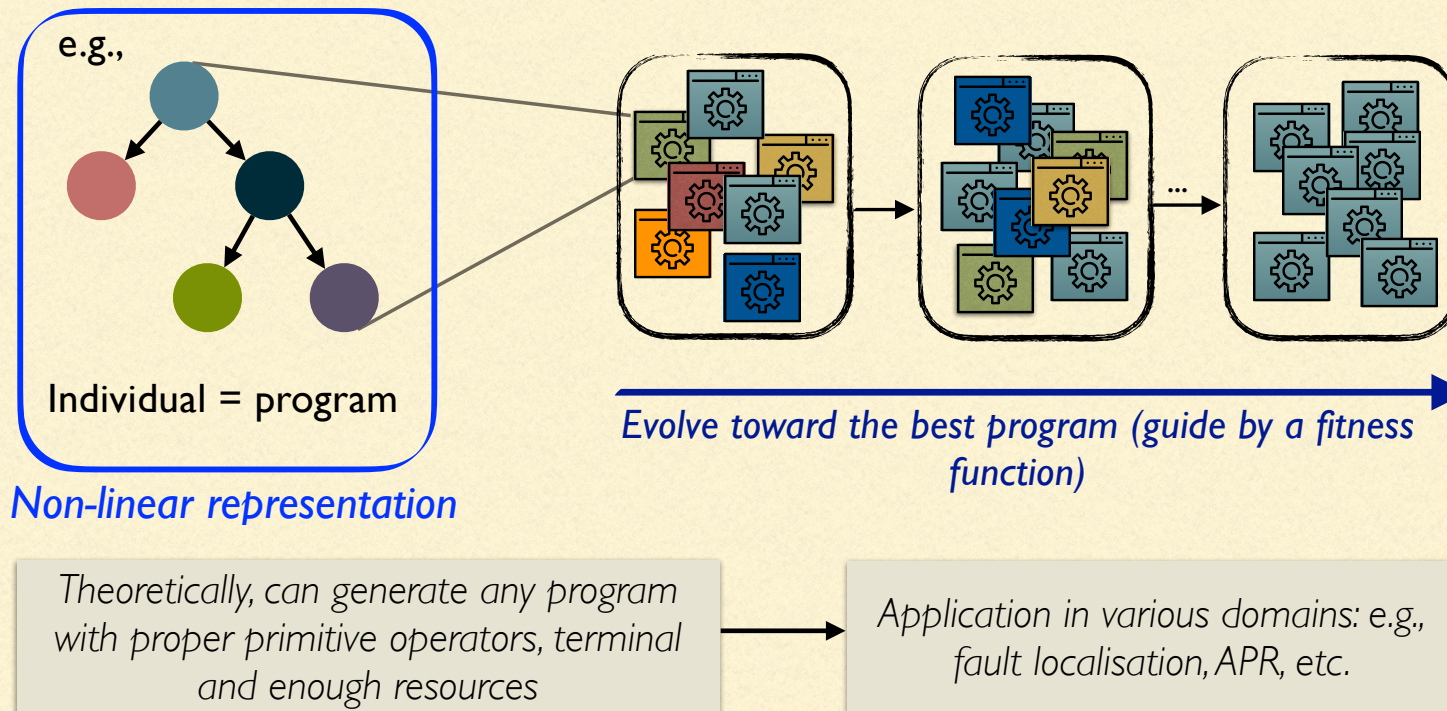 e.g.,
Individual = program
Non-linear representation
...
Evolve toward the best program (guide by a fitness
function)
Theoretically, can generate any program
with proper primitive operators, terminal
and enough resources
Application in various domains: e.g.,
fault localisation, APR, etc.